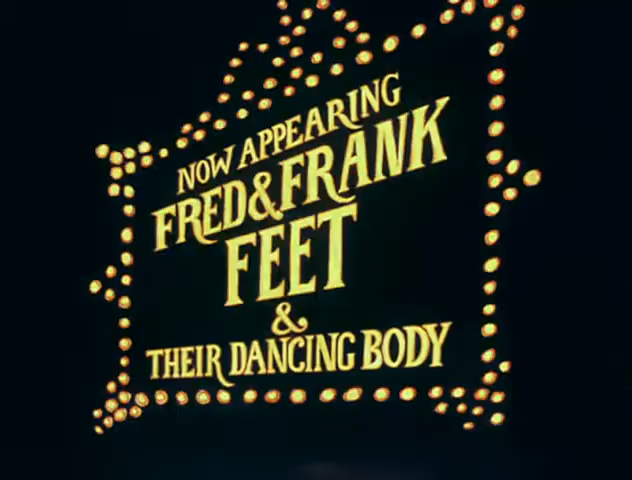 NOW APPEARING
FRED & FRANK
FEET
&
THEIR DANCING BODY